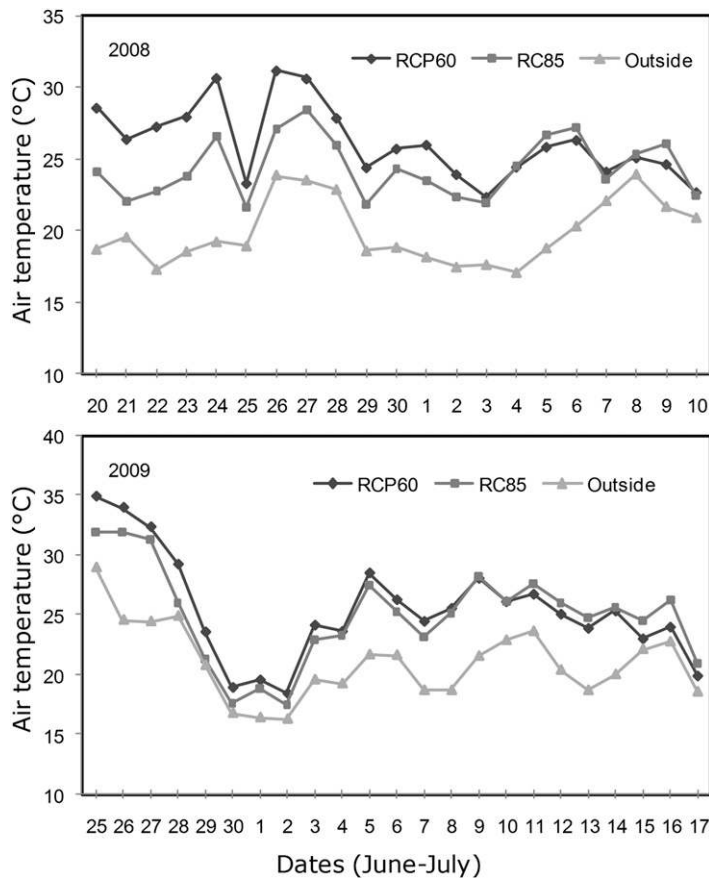 35
30
25
20
15
10
Air temperature (°C)
2008
RCP60 RC85 Outside
20 21 22 23 24 25 26 27 28 29 30 1 2 3 4 5 6 7 8 9 10
40
35
30
25
20
15
10
Air temperature (°C)
2009
RCP60 RC85 Outside
25 26 27 28 29 30 1 2 3 4 5 6 7 8 9 10 11 12 13 14 15 16 17
Dates (June-July)